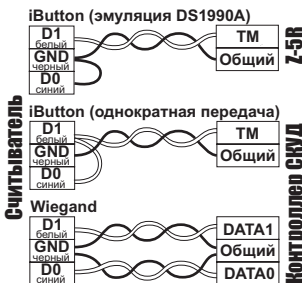 iButton (эмуляция DS1990A)
D1
белый
GND
черный
D0
синий
TM
Общий
Z-5R
iButton (однократная передача)
D1
белый
GND
черный
D0
синий
TM
Общий
Wiegand
D1
белый
GND
черный
D0
синий
DATA1
Общий
DATA0
Считыватель
Контроллер СКУД